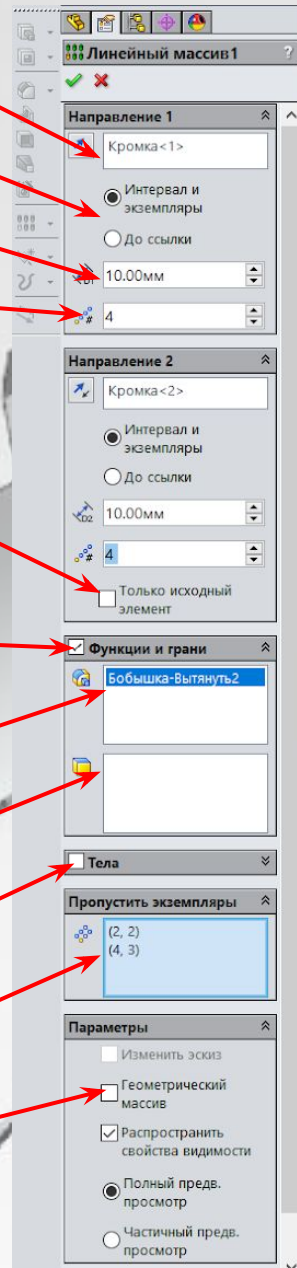 Линейный массив1
?
Направление 1
Кромка<1>
Интервал и
экземпляры
До ссылки
10.00мм
4
Направление 2
Кромка<2>
Интервал и
экземпляры
До ссылки
D2
10.00мм
4
Только исходный
элемент
Функции и грани
Бобышка-Вытянуть2
Тела
Пропустить экземпляры
(2, 2)
(4, 3)
Параметры
Изменить эскиз
Геометрический
массив
Распространить
свойства видимости
Полный предв.
просмотр
Частичный предв.
просмотр